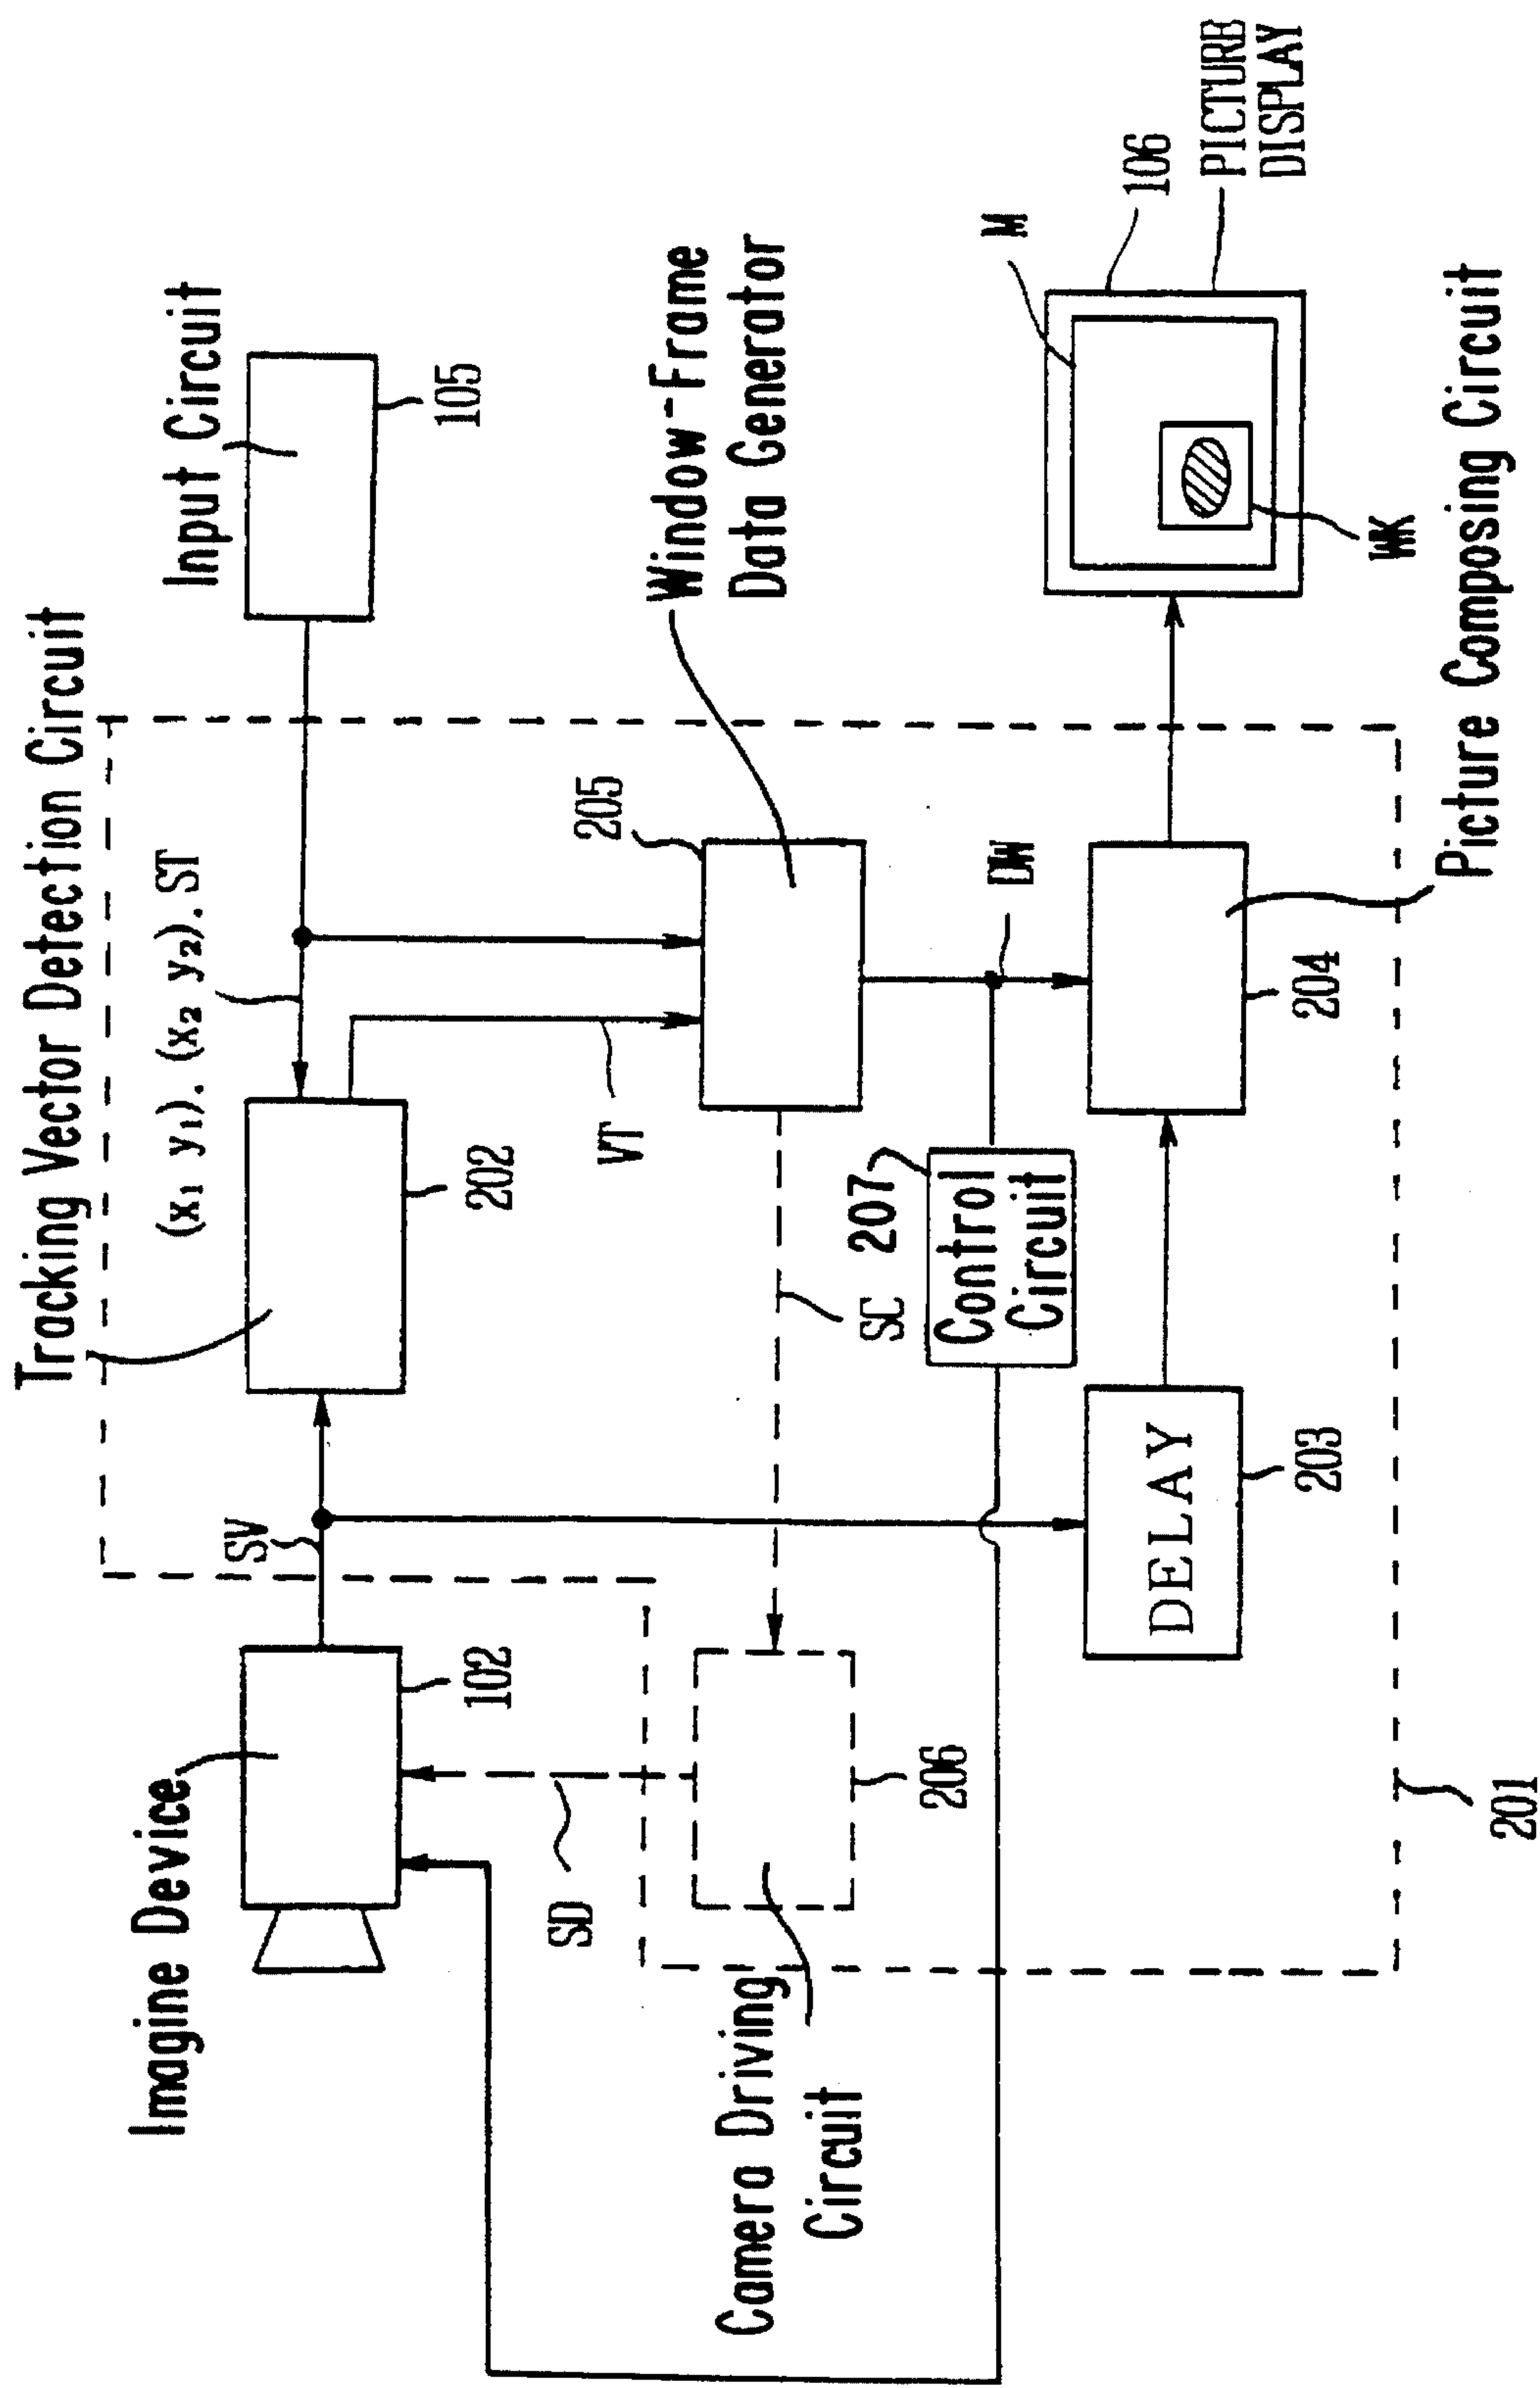 Tracking Vector Detection Circuit
Input Circuit
105
(x₁ y₁). (x₂ y₂). ST
Imagine Device
102
SV
202
VT
Window-Frame
Data Generator
205
SD
SC
Camera Driving
Circuit
206
207
Control
Circuit
DW
M
106
PICTURE
DISPLAY
WK
DELAY
203
204
Picture Composing Circuit
201